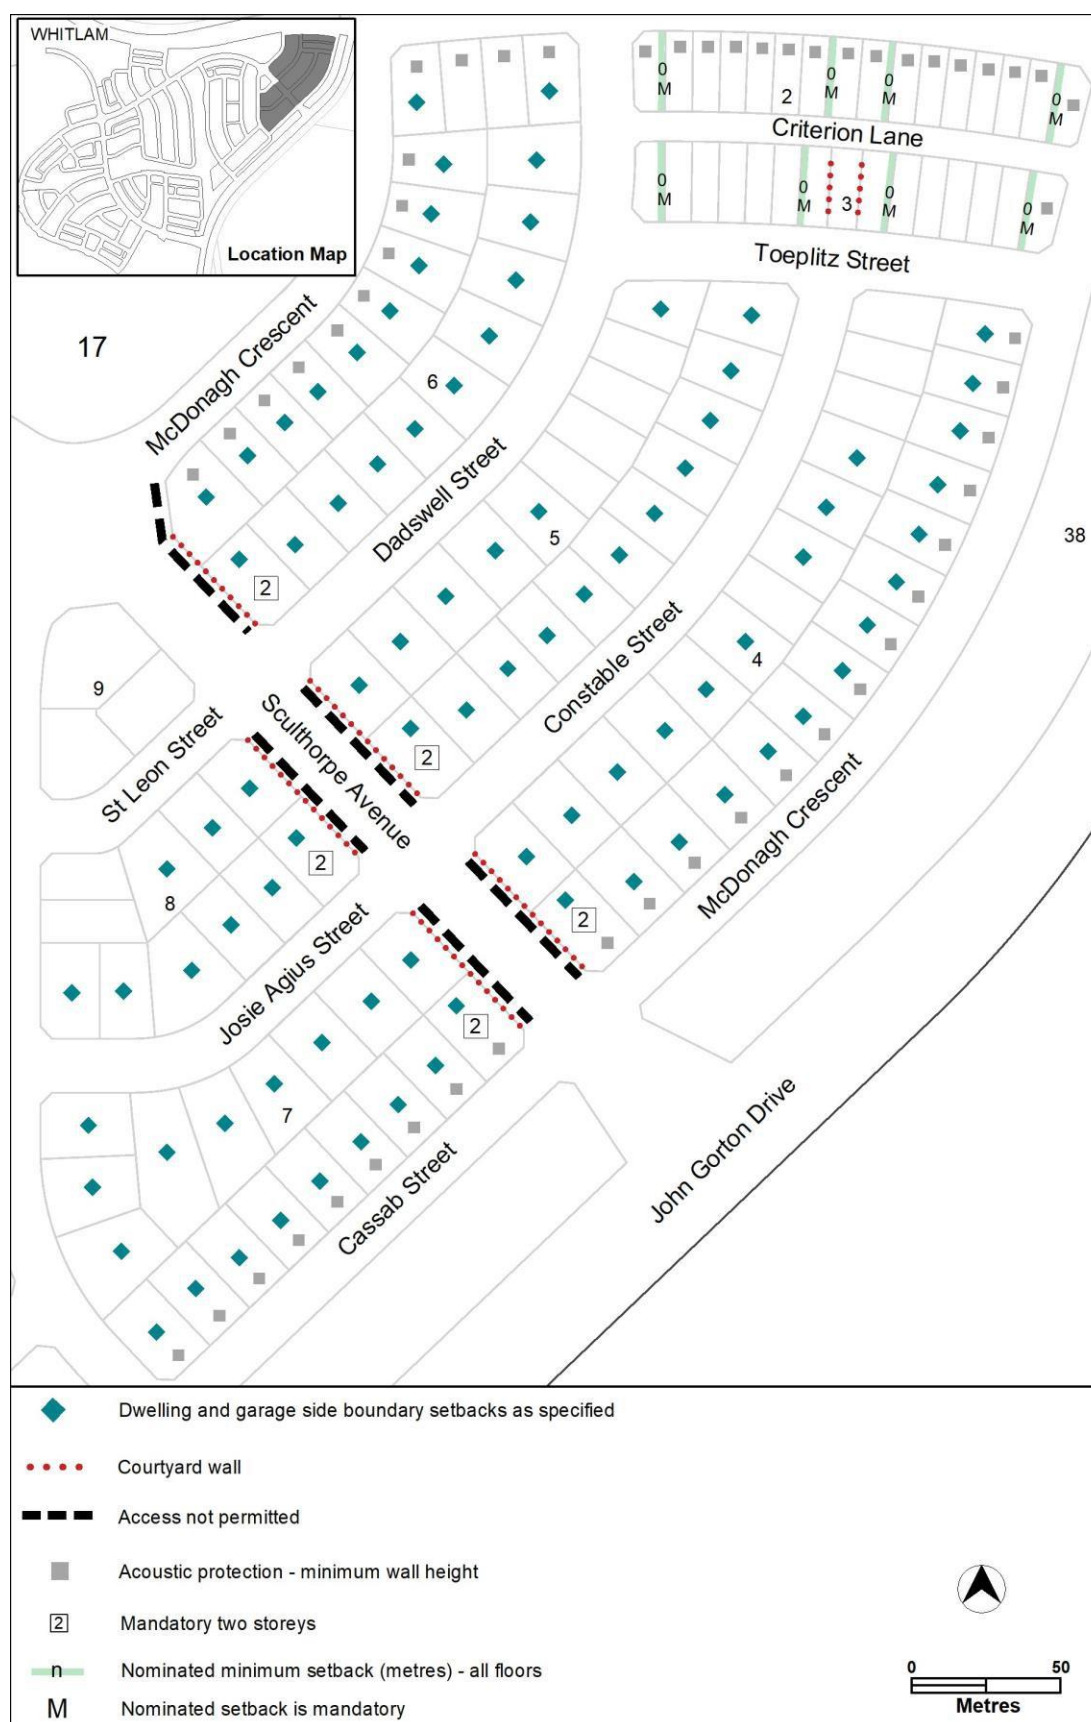 WHITLAM
Location Map
0
M
0
M
0
M
0
M
2
Criterion Lane
0
M
0
M
3
0
M
0
M
Toeplitz Street
17
McDonagh Crescent
6
Dadswell Street
2
5
38
Constable Street
4
9
St Leon Street
Sculthorpe Avenue
2
2
8
Josie Agius Street
2
McDonagh Crescent
2
7
Cassab Street
John Gorton Drive
Dwelling and garage side boundary setbacks as specified
Courtyard wall
Access not permitted
Acoustic protection - minimum wall height
2 Mandatory two storeys
n Nominated minimum setback (metres) - all floors
M Nominated setback is mandatory
0 50
Metres